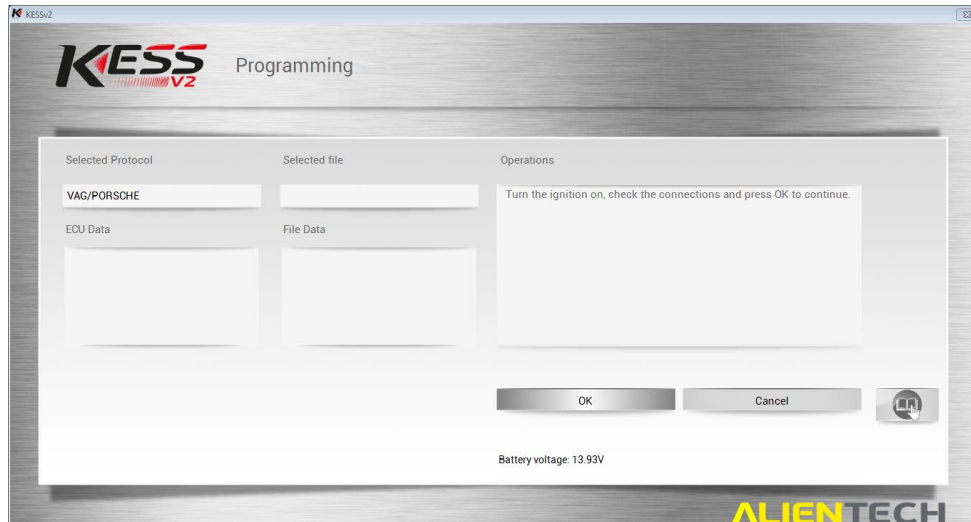 KESSv2
KESS V2
Programming
Selected Protocol
Selected file
Operations
VAG/PORSCHE
Turn the ignition on, check the connections and press OK to continue.
ECU Data
File Data
OK
Cancel
Battery voltage: 13.93V
ALIENTECH